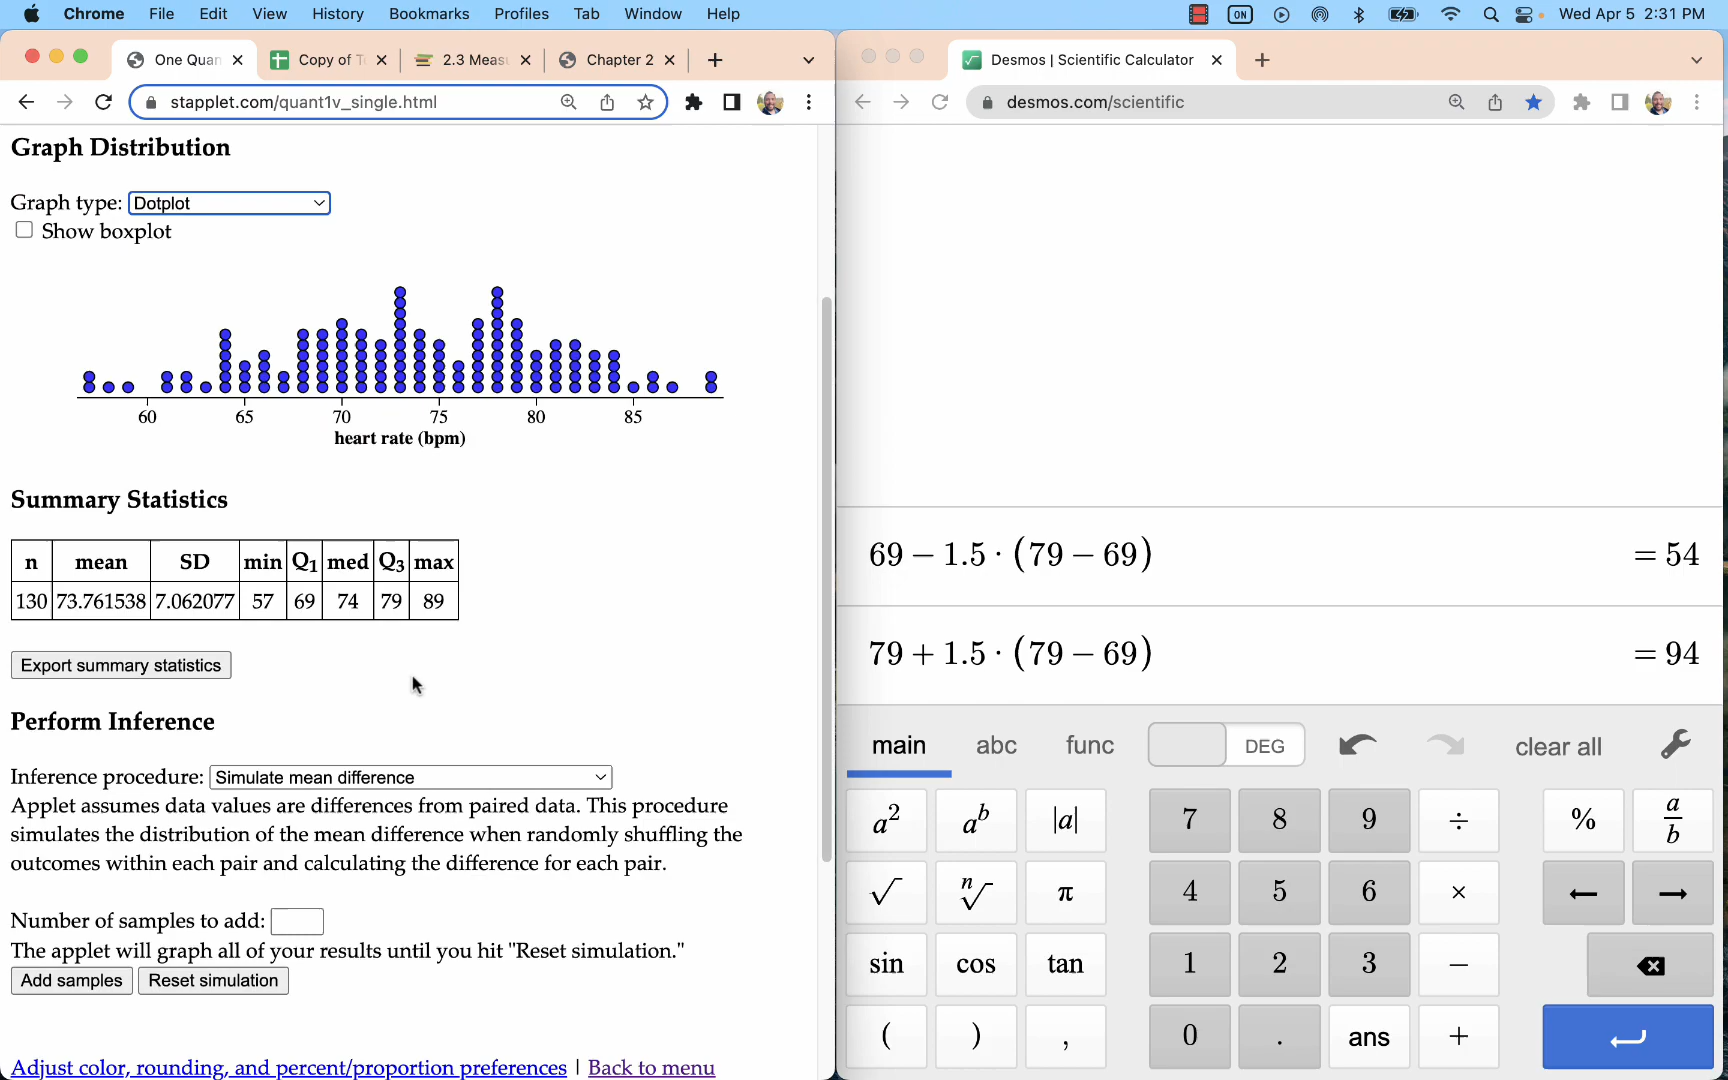 Chrome File Edit View History Bookmarks Profiles Tab Window Help ON Wed Apr 5 2:31 PM
One Quan Copy of T 2.3 Meas Chapter 2
stapplet.com/quant1v_single.html
Graph Distribution
Graph type: Dotplot
Show boxplot
60 65 70 75 80 85
heart rate (bpm)
Summary Statistics
n mean SD min Q1 med Q3 max
130 73.761538 7.062077 57 69 74 79 89
Export summary statistics
Perform Inference
Inference procedure: Simulate mean difference
Applet assumes data values are differences from paired data. This procedure
simulates the distribution of the mean difference when randomly shuffling the
outcomes within each pair and calculating the difference for each pair.
Number of samples to add:
The applet will graph all of your results until you hit "Reset simulation."
Add samples Reset simulation
Adjust color, rounding, and percent/proportion preferences | Back to menu
Desmos | Scientific Calculator
desmos.com/scientific
69 − 1.5 · (79 − 69) = 54
79 + 1.5 · (79 − 69) = 94
main abc func DEG clear all
a² aᵇ |a| 7 8 9 ÷ % a/b
√ ⁿ√ π 4 5 6 × ← →
sin cos tan 1 2 3 −
( ) , 0 . ans +